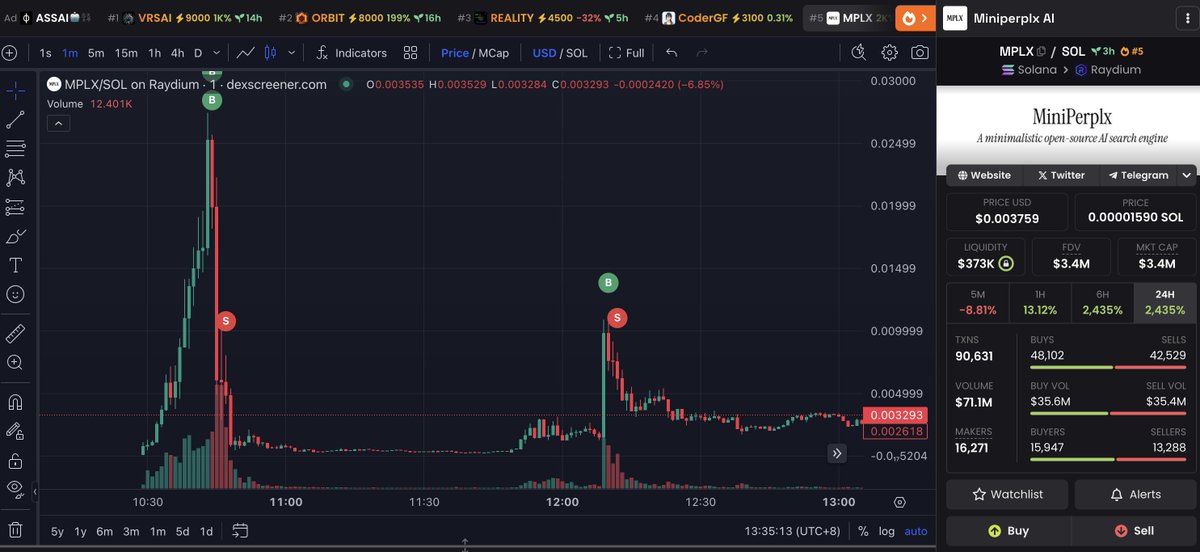 Ad ASSAI
#1 VRSAI ⚡9000 1K% 14h
#2 ORBIT ⚡8000 199% 16h
#3 REALITY ⚡4500 -32% 5h
#4 CoderGF ⚡3100 0.31%
#5 MPLX 2K
1s 1m 5m 15m 1h 4h D
Indicators
Price / MCap
USD / SOL
Full
MPLX/SOL on Raydium · 1 · dexscreener.com
O0.003535 H0.003529 L0.003284 C0.003293 -0.0002420 (−6.85%)
Volume 12.401K
B
B
S
B
S
0.03000
0.02499
0.01999
0.01499
0.009999
0.004999
0.003293
0.002618
10:30 11:00 11:30 12:00 12:30 13:00
5y 1y 6m 3m 1m 5d 1d
13:35:13 (UTC+8) % log auto
MPLX
Miniperplx AI
MPLX / SOL 3h #5
Solana > Raydium
MiniPerplx
A minimalistic open-source AI search engine
Website
Twitter
Telegram
PRICE USD
$0.003759
PRICE
0.00001590 SOL
LIQUIDITY
$373K
FDV
$3.4M
MKT CAP
$3.4M
5M
-8.81%
1H
13.12%
6H
2,435%
24H
2,435%
TXNS
90,631
BUYS
48,102
SELLS
42,529
VOLUME
$71.1M
BUY VOL
$35.6M
SELL VOL
$35.4M
MAKERS
16,271
BUYERS
15,947
SELLERS
13,288
Watchlist
Alerts
Buy
Sell